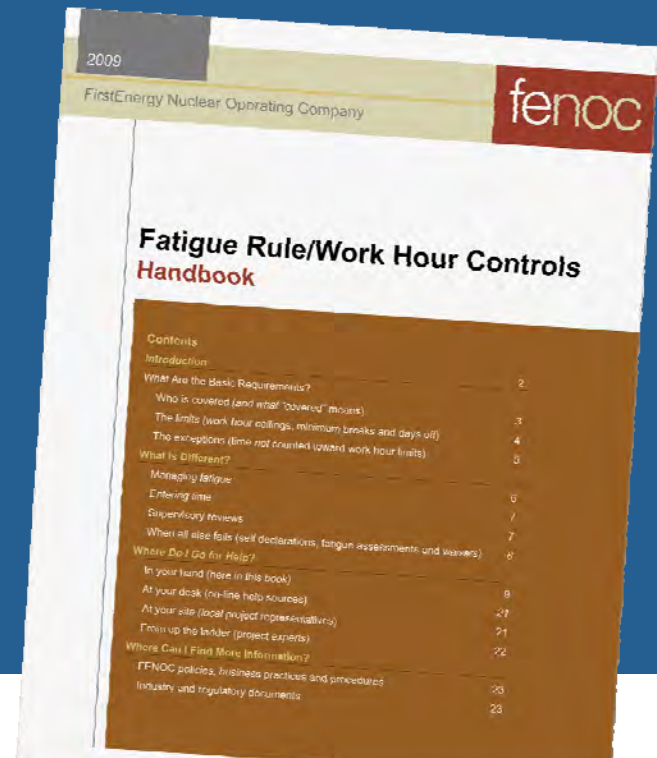 2009
FirstEnergy Nuclear Operating Company
fenoc
Fatigue Rule/Work Hour Controls
Handbook
Contents
Introduction 2
What Are the Basic Requirements?
Who is covered (and what "covered" means) 3
The limits (work hour ceilings, minimum breaks and days off) 4
The exceptions (time not counted toward work hour limits) 5
What Is Different?
Managing fatigue 6
Entering time 7
Supervisory reviews 7
When all else fails (self declarations, fatigue assessments and waivers) 8
Where Do I Go for Help?
In your hand (here in this book) 9
At your desk (on-line help sources) 21
At your site (local project representatives) 21
From up the ladder (project experts) 22
Where Can I Find More Information?
FENOC policies, business practices and procedures 23
Industry and regulatory documents 23